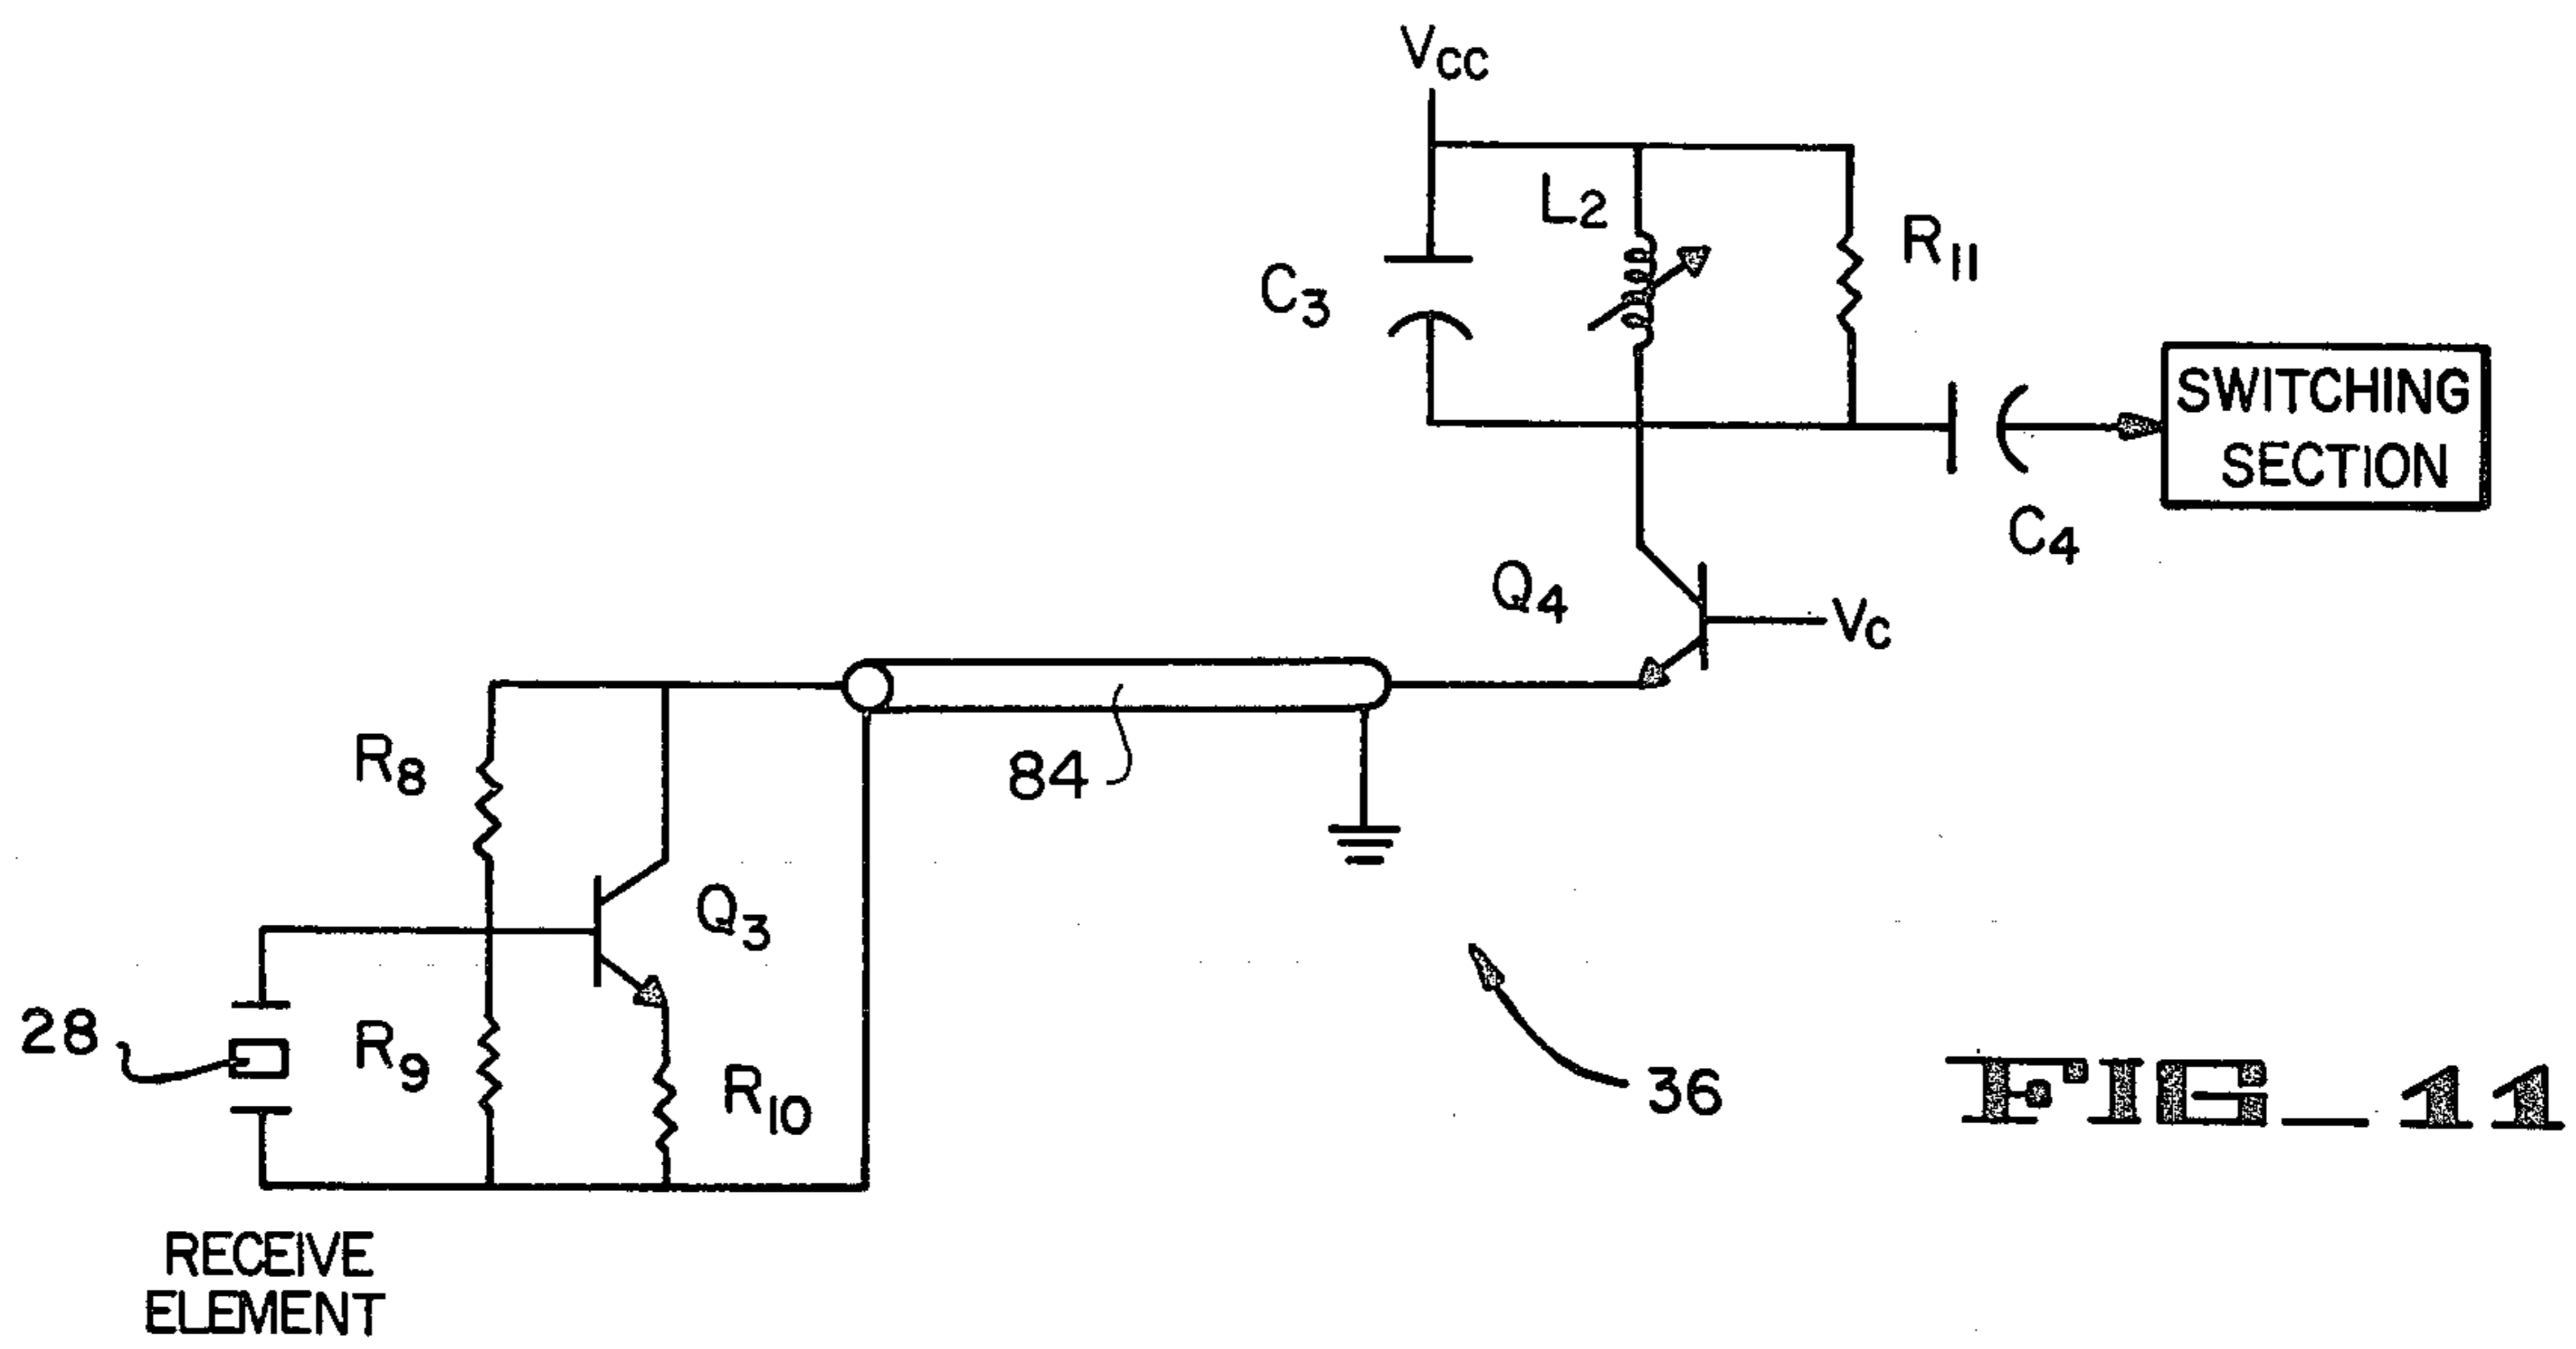 VCC
L2
R11
C3
SWITCHING
SECTION
C4
Q4
VC
R8
84
Q3
28
R9
R10
36
FIG_11
RECEIVE
ELEMENT